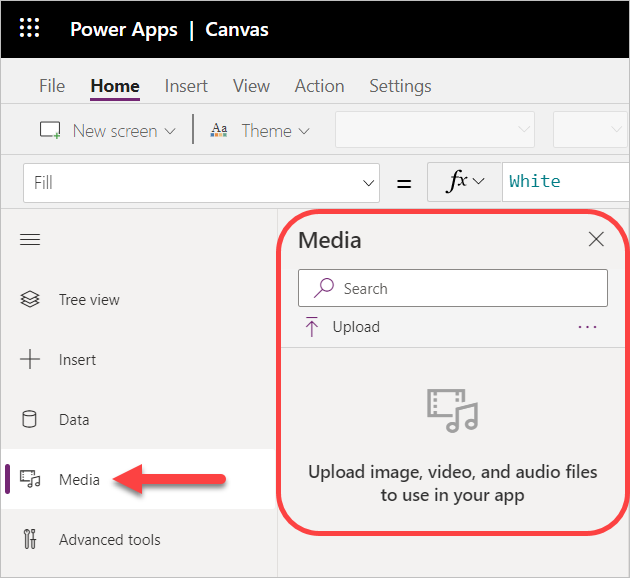 Power Apps | Canvas
File Home Insert View Action Settings
New screen Aa Theme
Fill = fx White
Media
Search
Upload
Tree view
Insert
Data
Media
Advanced tools
Upload image, video, and audio files
to use in your app